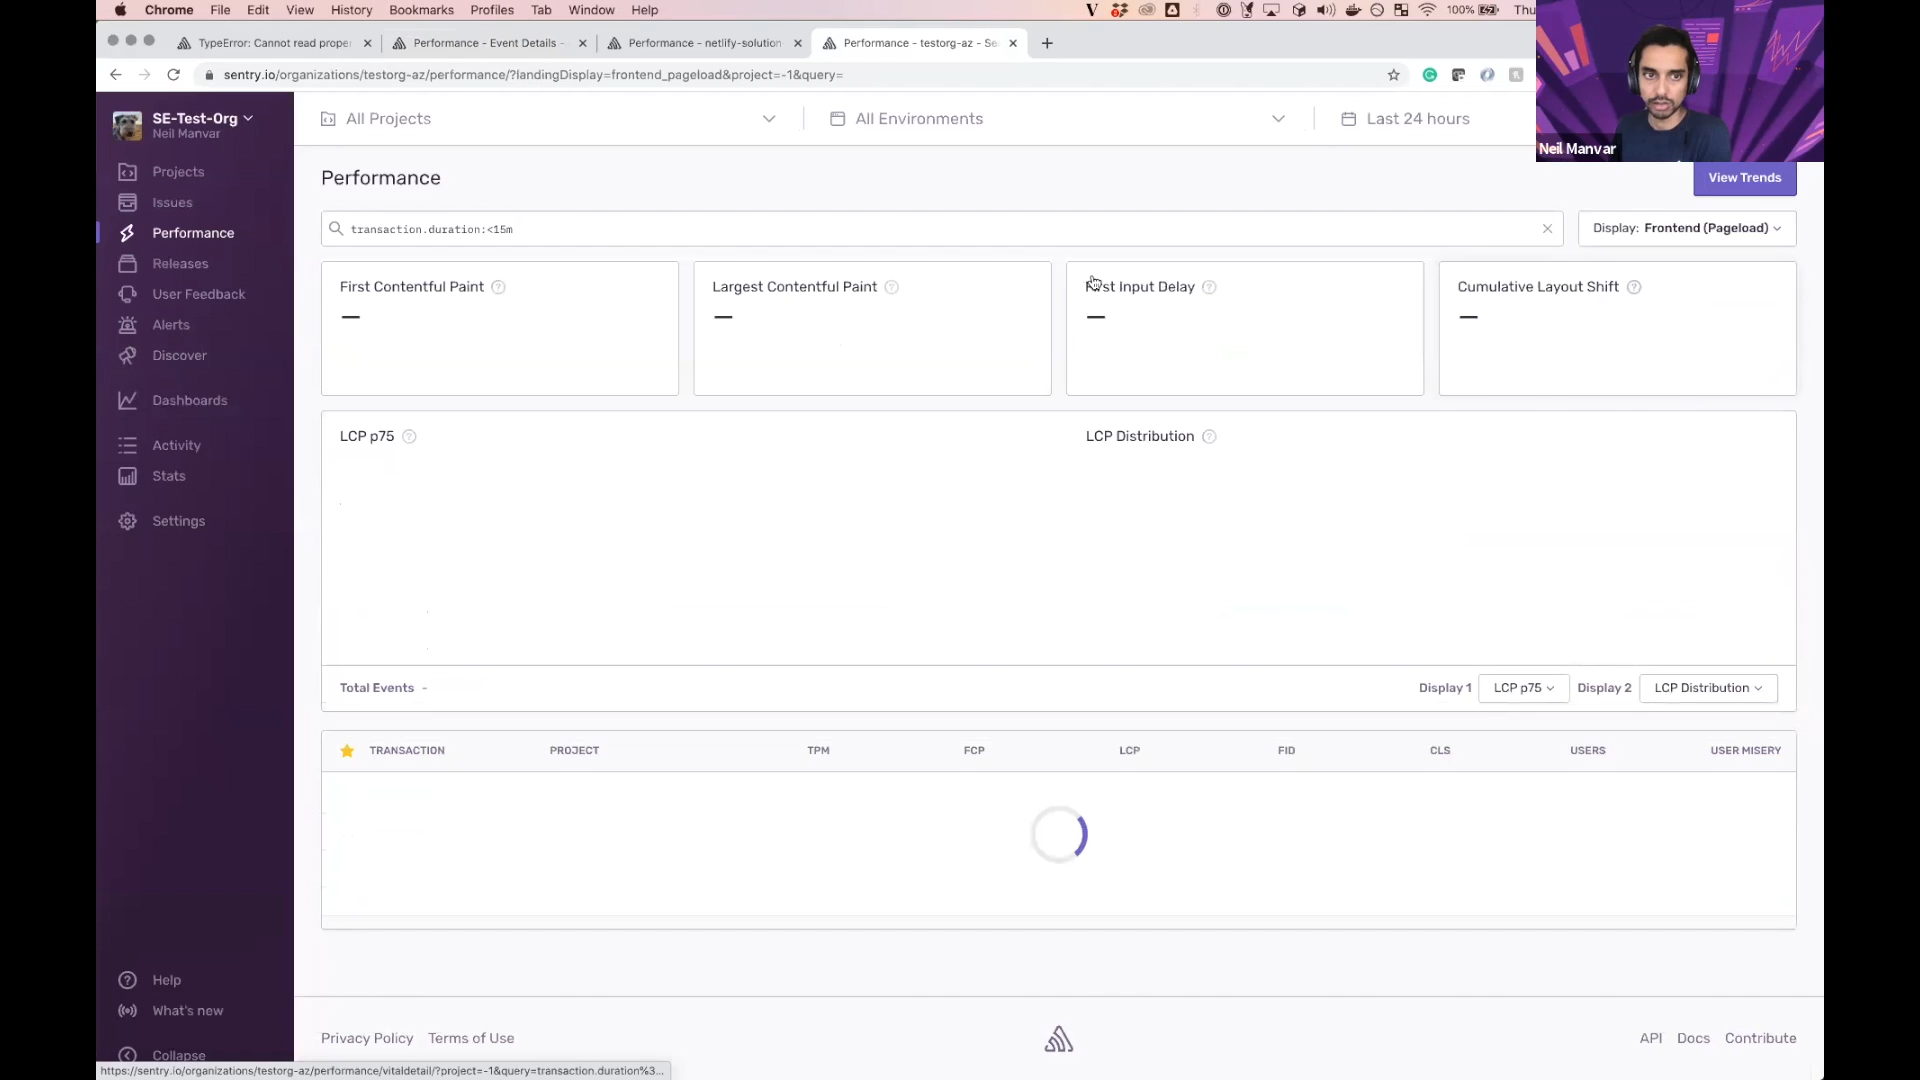 Chrome File Edit View History Bookmarks Profiles Tab Window Help
100% Thu
TypeError: Cannot read proper
Performance - Event Details -
Performance - netlify-solution
Performance - testorg-az - Se
sentry.io/organizations/testorg-az/performance/?landingDisplay=frontend_pageload&project=-1&query=
Neil Manvar
SE-Test-Org
Neil Manvar
All Projects
All Environments
Last 24 hours
Projects
Issues
Performance
Releases
User Feedback
Alerts
Discover
Dashboards
Activity
Stats
Settings
Help
What's new
Collapse
Performance
View Trends
transaction.duration:<15m
Display: Frontend (Pageload)
First Contentful Paint
—
Largest Contentful Paint
—
First Input Delay
—
Cumulative Layout Shift
—
LCP p75
LCP Distribution
Total Events -
Display 1 LCP p75
Display 2 LCP Distribution
TRANSACTION PROJECT TPM FCP LCP FID CLS USERS USER MISERY
Privacy Policy Terms of Use
API Docs Contribute
https://sentry.io/organizations/testorg-az/performance/vitaldetail/?project=-1&query=transaction.duration%3...